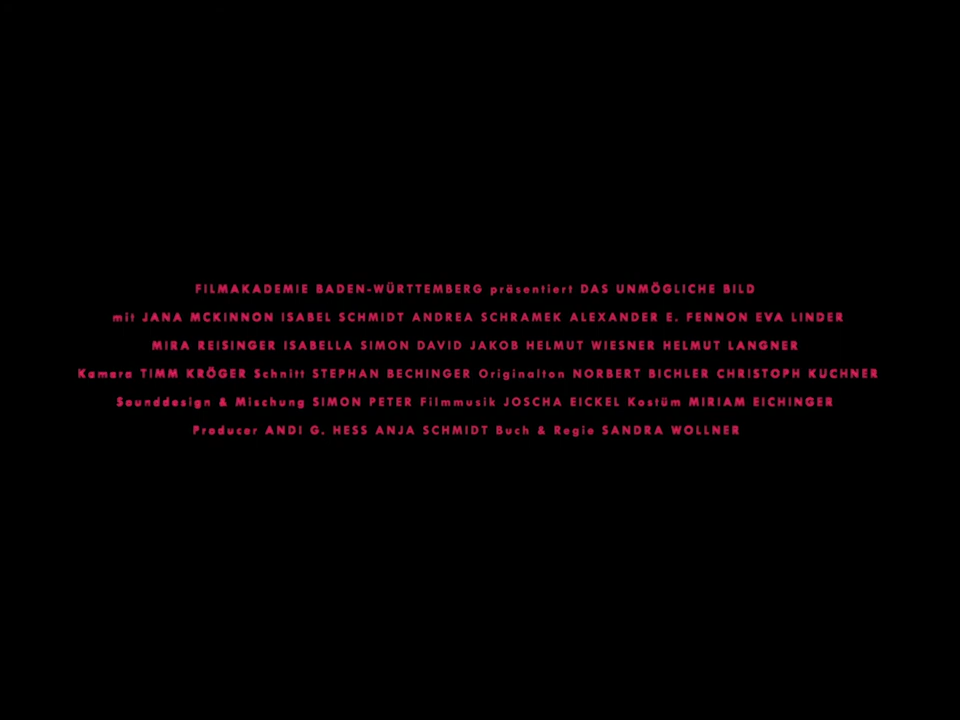 FILMAKADEMIE BADEN-WÜRTTEMBERG präsentiert DAS UNMÖGLICHE BILD
mit JANA MCKINNON ISABEL SCHMIDT ANDREA SCHRAMEK ALEXANDER E. FENNON EVA LINDER
MIRA REISINGER ISABELLA SIMON DAVID JAKOB HELMUT WIESNER HELMUT LANGNER
Kamera TIMM KRÖGER Schnitt STEPHAN BECHINGER Originalton NORBERT BICHLER CHRISTOPH KUCHNER
Sounddesign & Mischung SIMON PETER Filmmusik JOSCHA EICKEL Kostüm MIRIAM EICHINGER
Producer ANDI G. HESS ANJA SCHMIDT Buch & Regie SANDRA WOLLNER